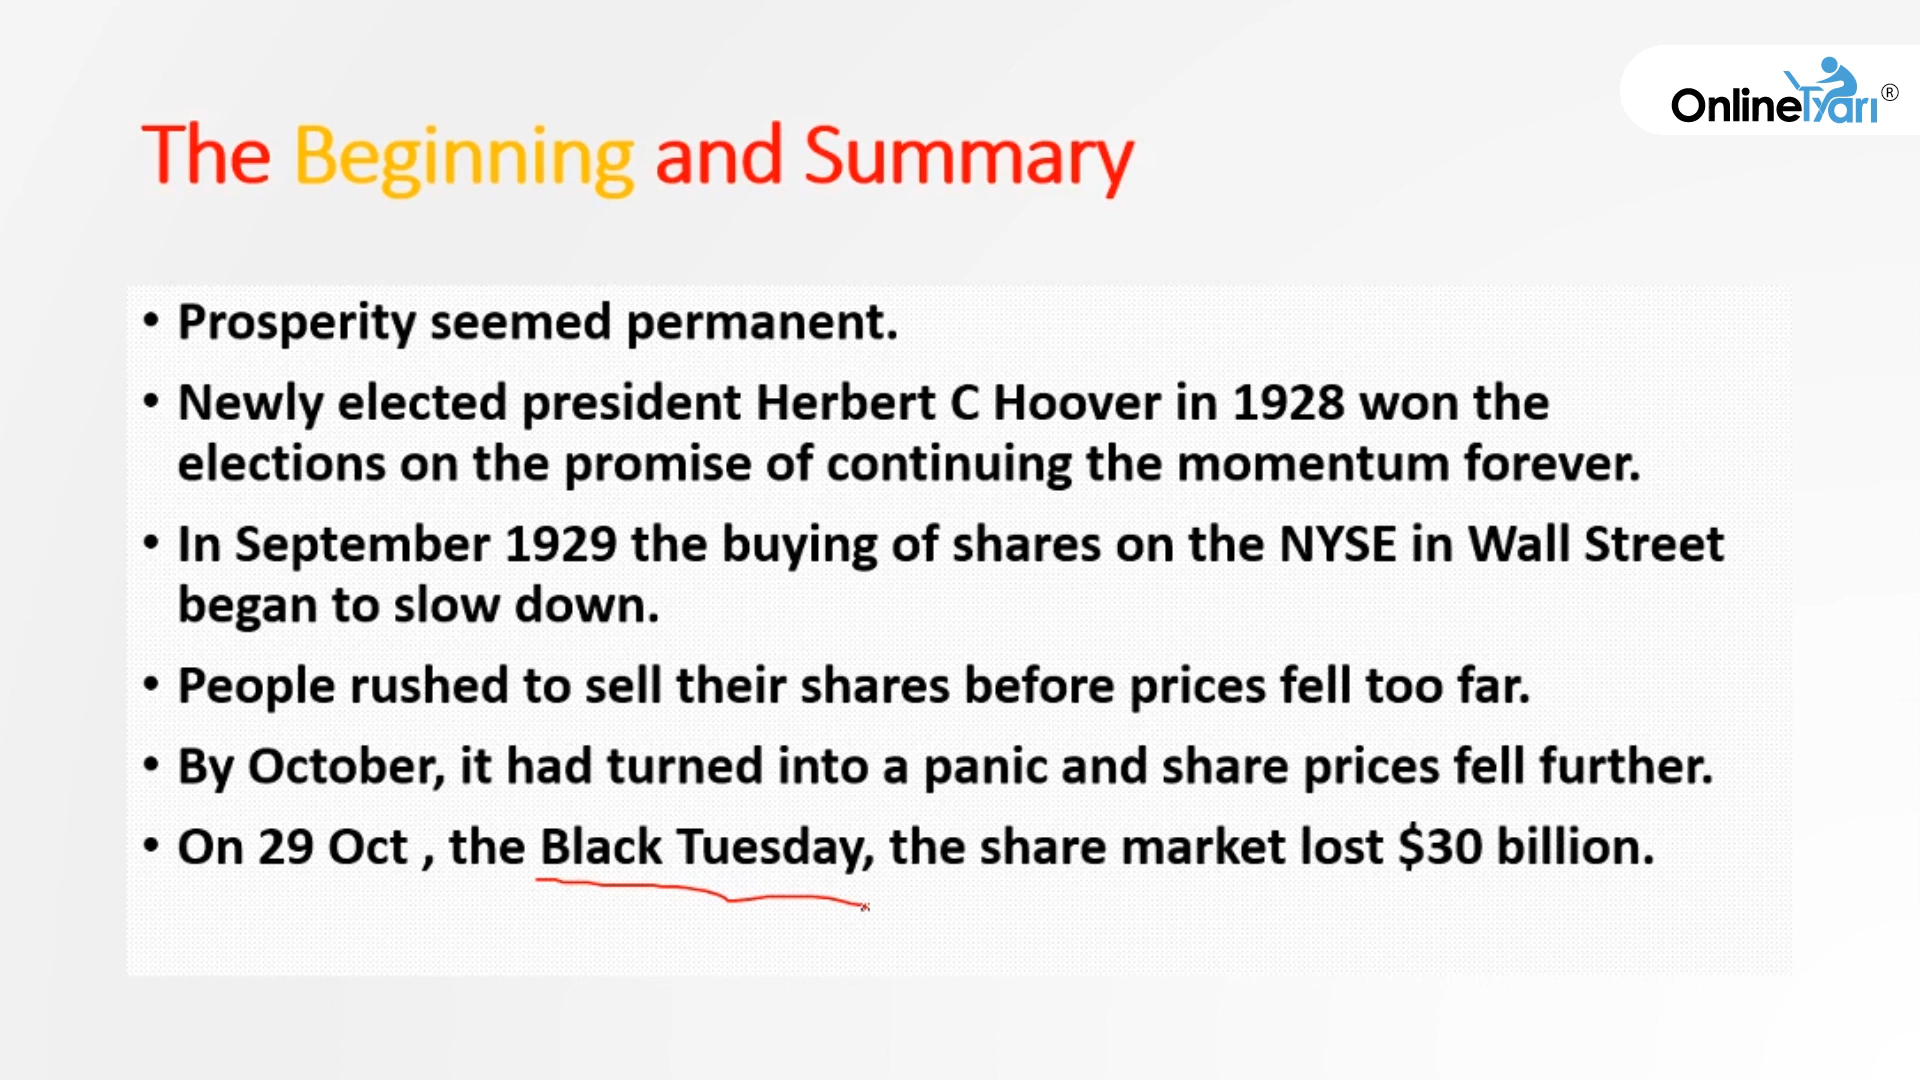 OnlineTyari®
The Beginning and Summary
• Prosperity seemed permanent.
• Newly elected president Herbert C Hoover in 1928 won the
elections on the promise of continuing the momentum forever.
• In September 1929 the buying of shares on the NYSE in Wall Street
began to slow down.
• People rushed to sell their shares before prices fell too far.
• By October, it had turned into a panic and share prices fell further.
• On 29 Oct , the Black Tuesday, the share market lost $30 billion.